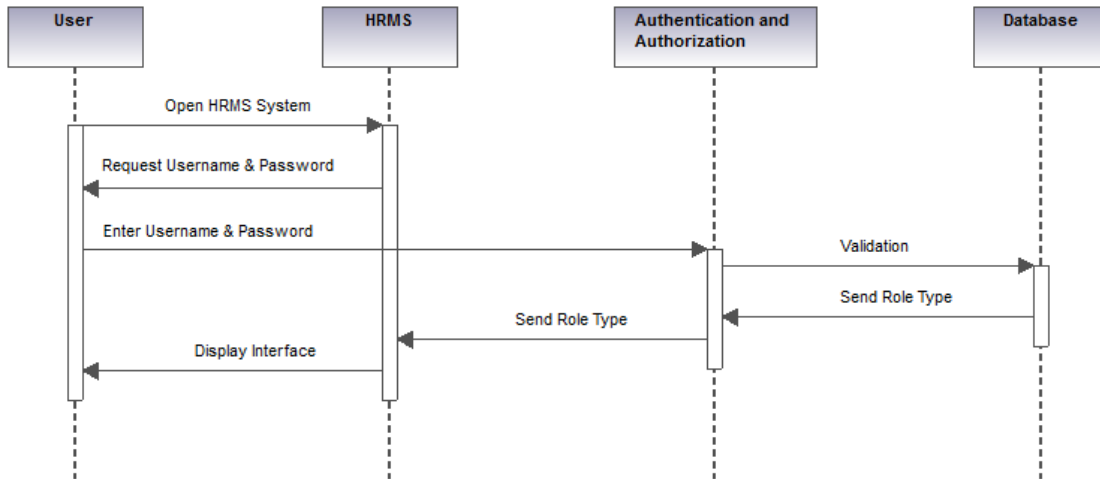 User
HRMS
Authentication and
Authorization
Database
Open HRMS System
Request Username & Password
Enter Username & Password
Validation
Send Role Type
Send Role Type
Display Interface